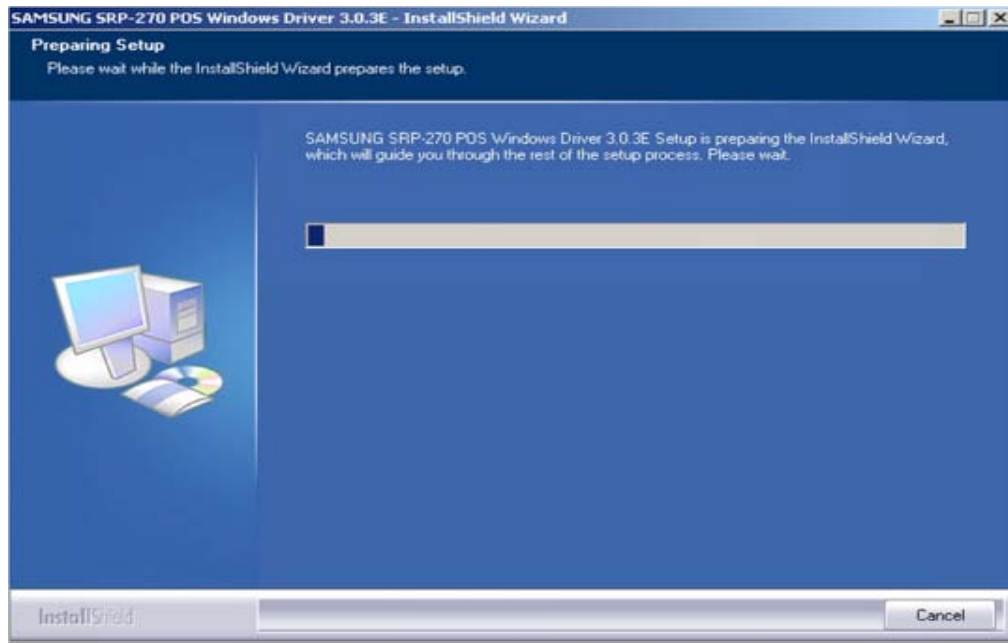 SAMSUNG SRP-270 POS Windows Driver 3.0.3E - InstallShield Wizard
Preparing Setup
Please wait while the InstallShield Wizard prepares the setup.
SAMSUNG SRP-270 POS Windows Driver 3.0.3E Setup is preparing the InstallShield Wizard,
which will guide you through the rest of the setup process. Please wait.
InstallShield
Cancel